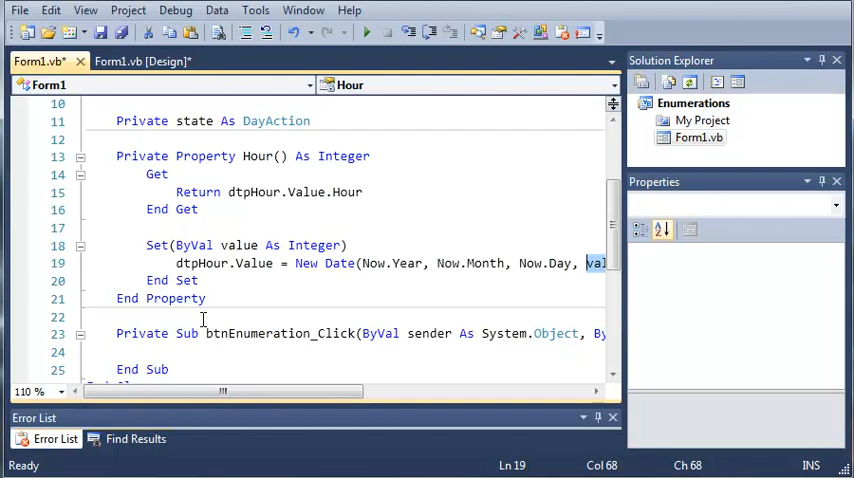 File Edit View Project Debug Data Tools Window Help
Form1.vb* Form1.vb [Design]*
Form1 Hour
10
11 Private state As DayAction
12
13 Private Property Hour() As Integer
14 Get
15 Return dtpHour.Value.Hour
16 End Get
17
18 Set(ByVal value As Integer)
19 dtpHour.Value = New Date(Now.Year, Now.Month, Now.Day, val
20 End Set
21 End Property
22
23 Private Sub btnEnumeration_Click(ByVal sender As System.Object, By
24
25 End Sub
110 %
Solution Explorer
Enumerations
My Project
Form1.vb
Properties
Error List
Error List Find Results
Ready Ln 19 Col 68 Ch 68 INS